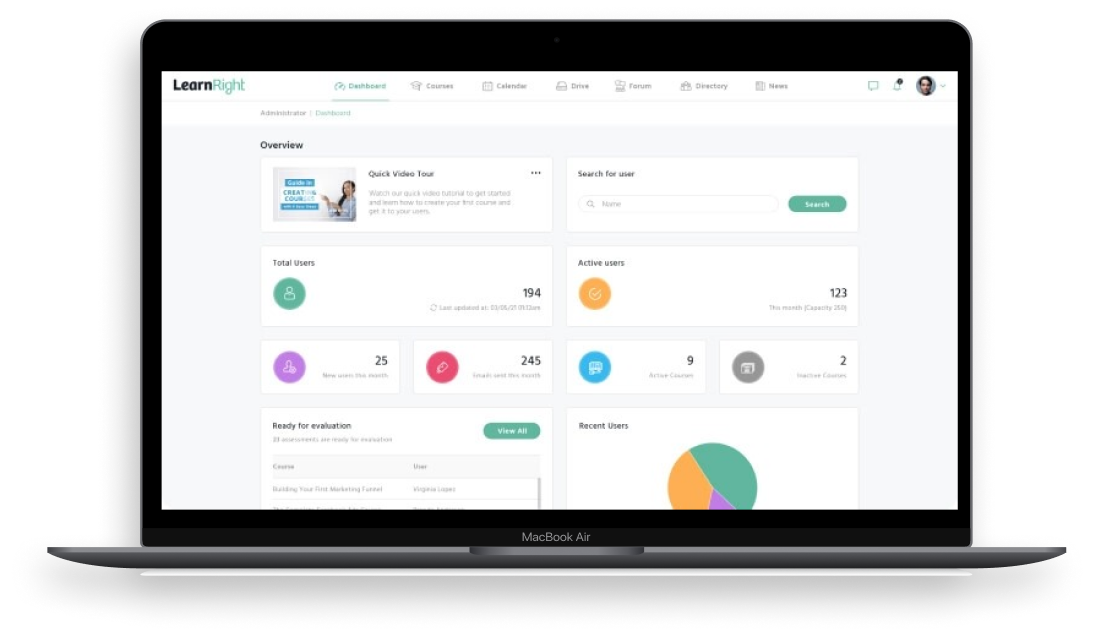 LearnRight
Dashboard
Courses
Calendar
Drive
Forum
Directory
News
Administrator | Dashboard
Overview
Quick Video Tour
Watch our quick video tutorial to get started
and learn how to create your first course and
get it to your users.
Guide in
CREATING
COURSES
Search for user
Name
Search
Total Users
194
Last updated at: 03/05/21 01:12am
Active users
123
This month (Capacity 250)
25
New users this month
245
Emails sent this month
9
Active Courses
2
Inactive Courses
Ready for evaluation
23 assessments are ready for evaluation
View All
Course User
Building Your First Marketing Funnel Virginia Lopez
Recent Users
MacBook Air